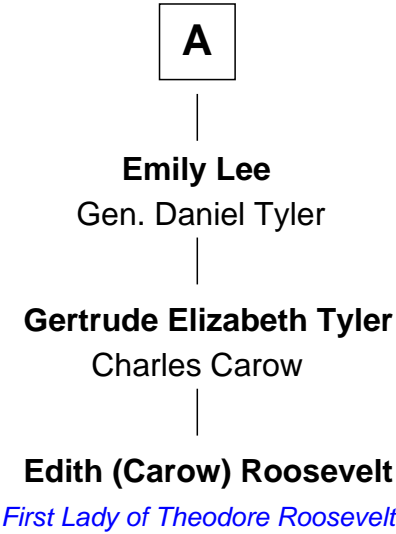 A
Emily Lee
Gen. Daniel Tyler
Gertrude Elizabeth Tyler
Charles Carow
Edith (Carow) Roosevelt
First Lady of Theodore Roosevelt